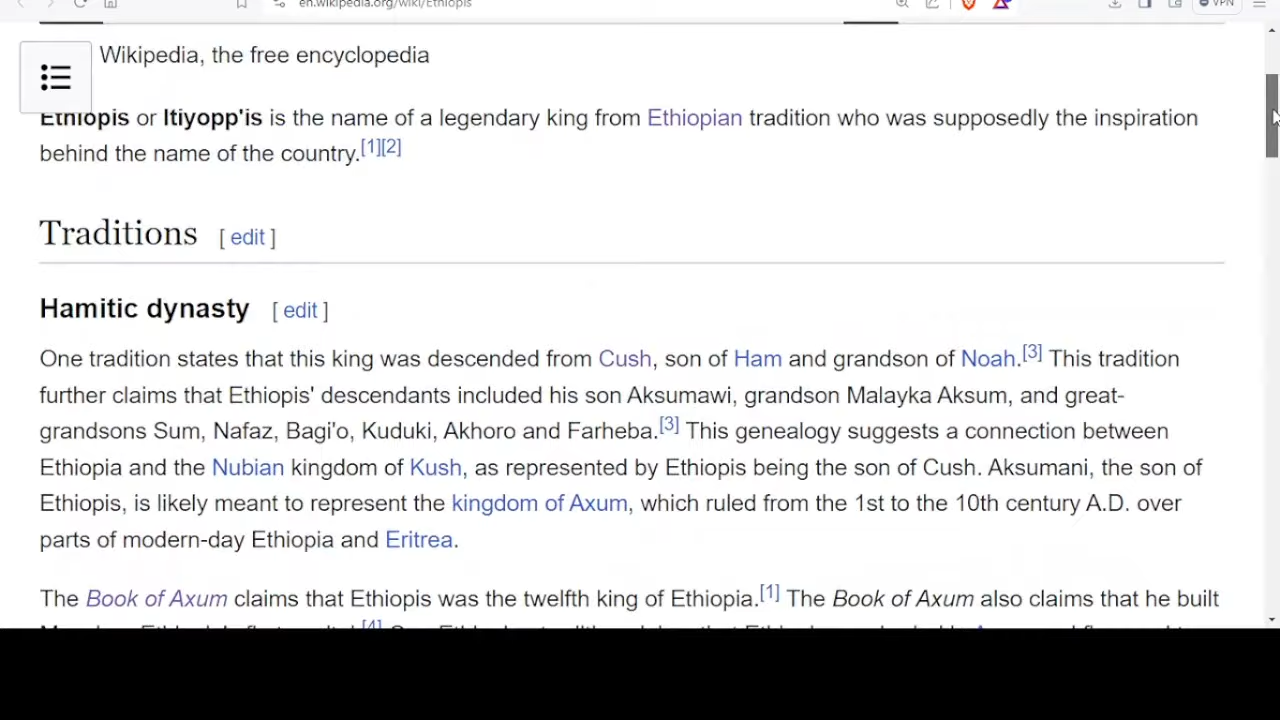 en.wikipedia.org/wiki/Ethiopis
VPN
Wikipedia, the free encyclopedia
Ethiopis or Itiyopp'is is the name of a legendary king from Ethiopian tradition who was supposedly the inspiration
behind the name of the country.[1][2]
Traditions [ edit ]
Hamitic dynasty [ edit ]
One tradition states that this king was descended from Cush, son of Ham and grandson of Noah.[3] This tradition
further claims that Ethiopis' descendants included his son Aksumawi, grandson Malayka Aksum, and great-
grandsons Sum, Nafaz, Bagi'o, Kuduki, Akhoro and Farheba.[3] This genealogy suggests a connection between
Ethiopia and the Nubian kingdom of Kush, as represented by Ethiopis being the son of Cush. Aksumani, the son of
Ethiopis, is likely meant to represent the kingdom of Axum, which ruled from the 1st to the 10th century A.D. over
parts of modern-day Ethiopia and Eritrea.
The Book of Axum claims that Ethiopis was the twelfth king of Ethiopia.[1] The Book of Axum also claims that he built